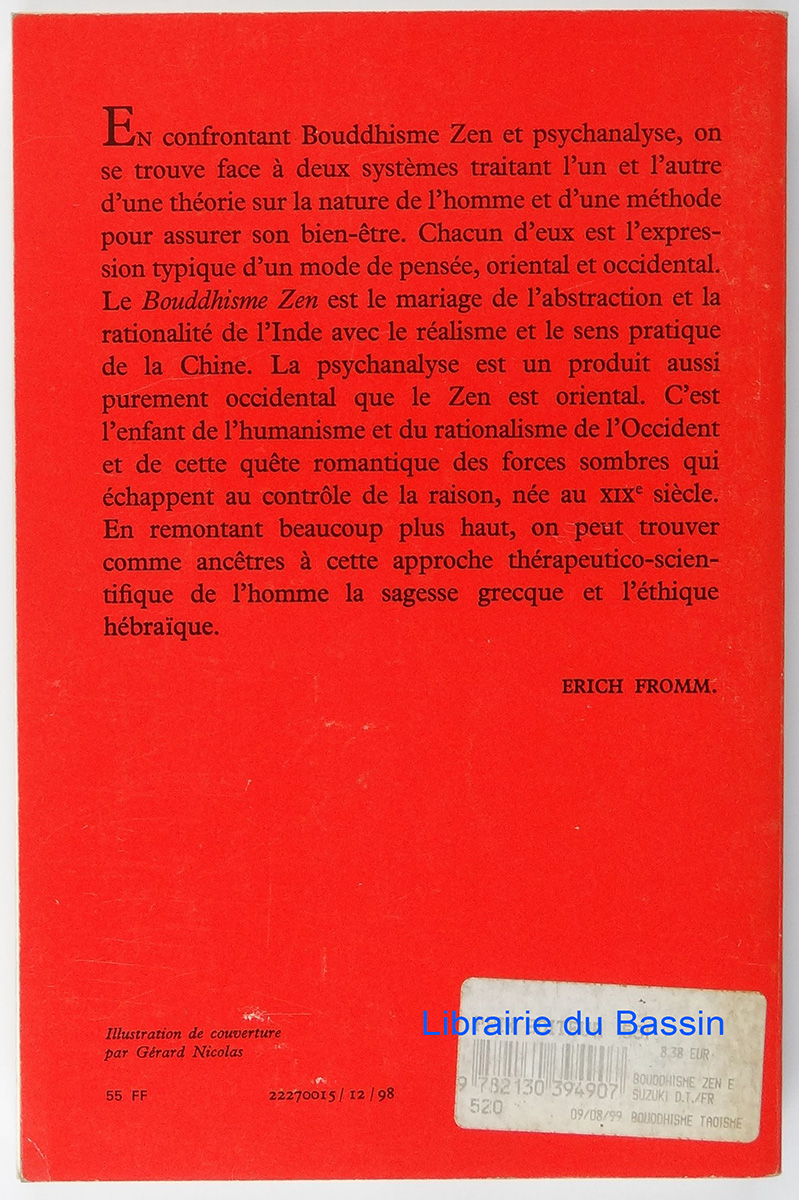 EN confrontant Bouddhisme Zen et psychanalyse, on
se trouve face à deux systèmes traitant l'un et l'autre
d'une théorie sur la nature de l'homme et d'une méthode
pour assurer son bien-être. Chacun d'eux est l'expres-
sion typique d'un mode de pensée, oriental et occidental.
Le Bouddhisme Zen est le mariage de l'abstraction et la
rationalité de l'Inde avec le réalisme et le sens pratique
de la Chine. La psychanalyse est un produit aussi
purement occidental que le Zen est oriental. C'est
l'enfant de l'humanisme et du rationalisme de l'Occident
et de cette quête romantique des forces sombres qui
échappent au contrôle de la raison, née au XIXe siècle.
En remontant beaucoup plus haut, on peut trouver
comme ancêtres à cette approche thérapeutico-scien-
tifique de l'homme la sagesse grecque et l'éthique
hébraïque.
ERICH FROMM.
Illustration de couverture
par Gérard Nicolas
55 FF
22270015/12/98
Librairie du Bassin
8.38 EUR
9 782130 394907
BOUDDHISME ZEN E
SUZUKI D.T./FR
520
09/08/99 BOUDDHISME TAOISME